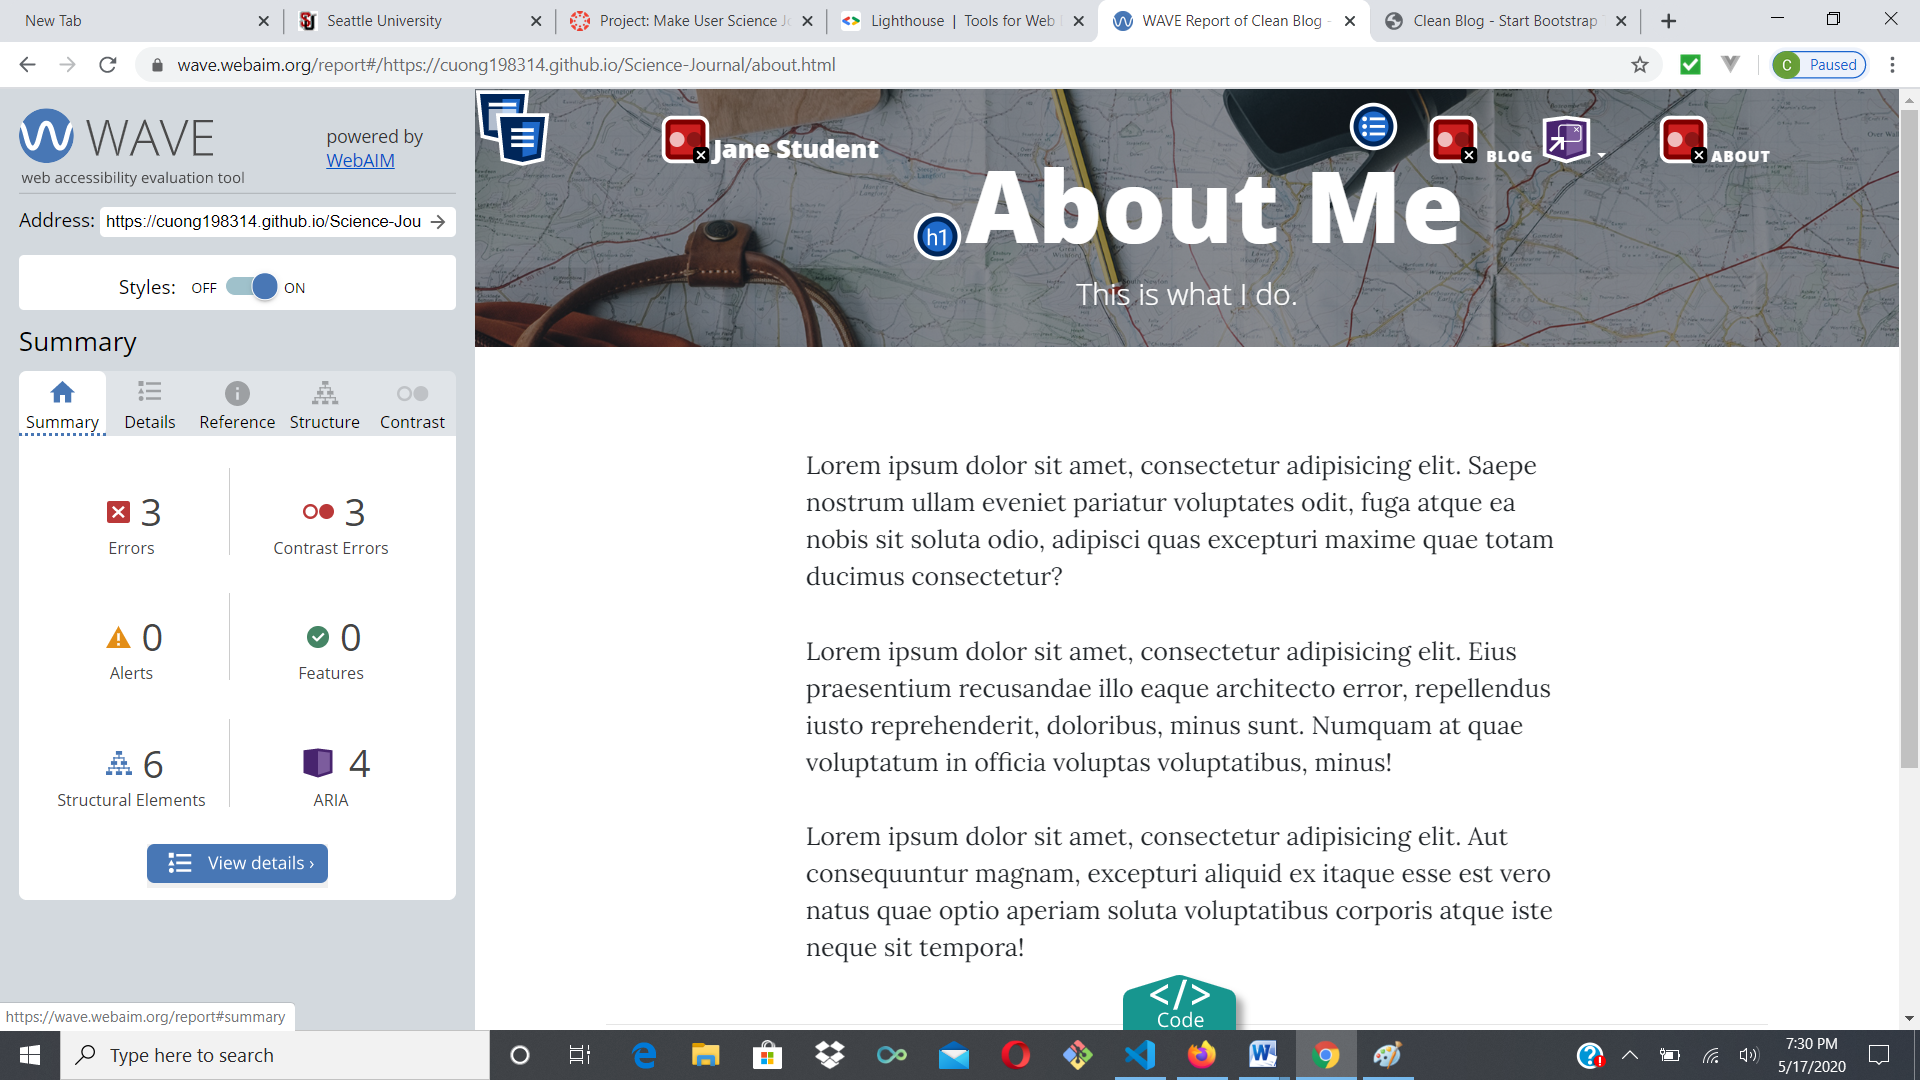 New Tab
Seattle University
Project: Make User Science Jo
Lighthouse | Tools for Web
WAVE Report of Clean Blog -
Clean Blog - Start Bootstrap
wave.webaim.org/report#/https://cuong198314.github.io/Science-Journal/about.html
C Paused
WAVE
powered by
WebAIM
web accessibility evaluation tool
Address: https://cuong198314.github.io/Science-Jou
Styles: OFF ON
Summary
Summary Details Reference Structure Contrast
3 3
Errors Contrast Errors
0 0
Alerts Features
6 4
Structural Elements ARIA
View details ›
https://wave.webaim.org/report#summary
Jane Student
BLOG
ABOUT
h1 About Me
This is what I do.
Lorem ipsum dolor sit amet, consectetur adipisicing elit. Saepe
nostrum ullam eveniet pariatur voluptates odit, fuga atque ea
nobis sit soluta odio, adipisci quas excepturi maxime quae totam
ducimus consectetur?
Lorem ipsum dolor sit amet, consectetur adipisicing elit. Eius
praesentium recusandae illo eaque architecto error, repellendus
iusto reprehenderit, doloribus, minus sunt. Numquam at quae
voluptatum in officia voluptas voluptatibus, minus!
Lorem ipsum dolor sit amet, consectetur adipisicing elit. Aut
consequuntur magnam, excepturi aliquid ex itaque esse est vero
natus quae optio aperiam soluta voluptatibus corporis atque iste
neque sit tempora!
</>
Code
Type here to search
7:30 PM
5/17/2020